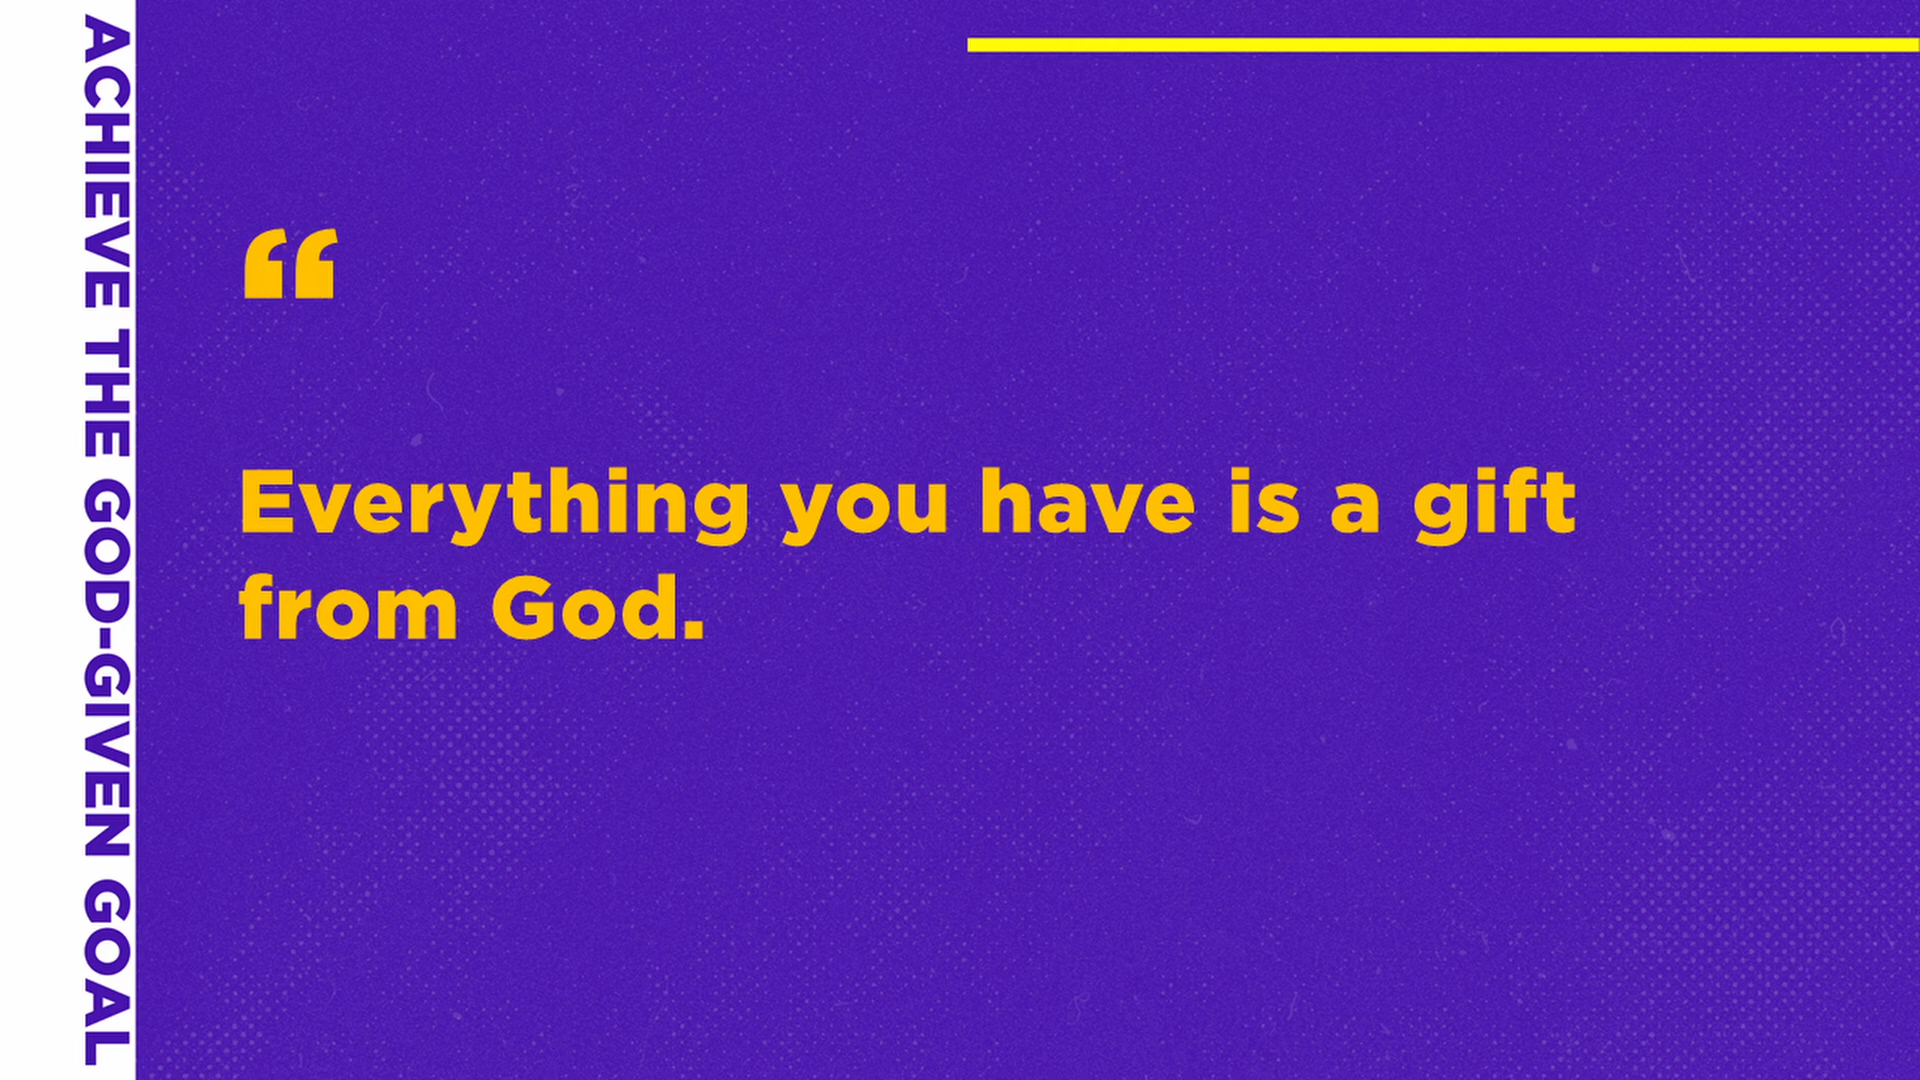 ACHIEVE THE GOD-GIVEN GOAL
“
Everything you have is a gift
from God.